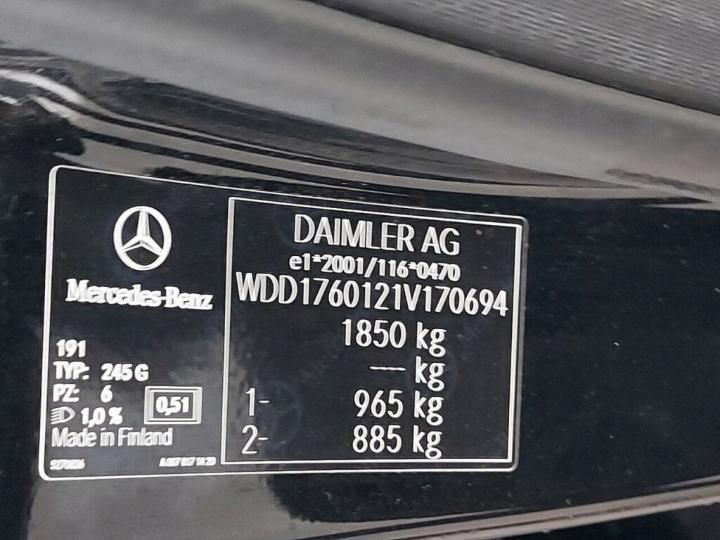 Mercedes-Benz
191
TYP: 245 G
PZ: 6
1,0 %
0,51
Made in Finland
DAIMLER AG
e1*2001/116*0470
WDD1760121V170694
1850 kg
--- kg
1- 965 kg
2- 885 kg